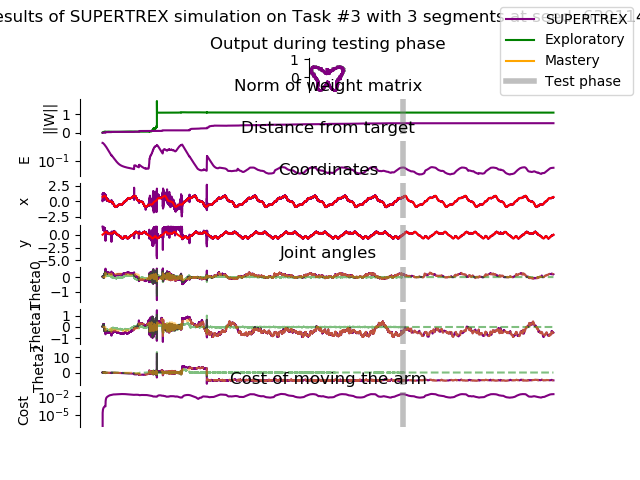 esults of SUPERTREX simulation on Task #3 with 3 segments at seed
SUPERTREX
Exploratory
Mastery
Test phase
Output during testing phase
1
0
Norm of weight matrix
||W||
1
0
Distance from target
E
10⁻¹
Coordinates
x
2.5
0.0
−2.5
y
0.0
−5.0
Joint angles
Theta0
0
−1
Theta1
1
0
−1
Theta2
10
0
Cost of moving the arm
Cost
10⁻²
10⁻⁵